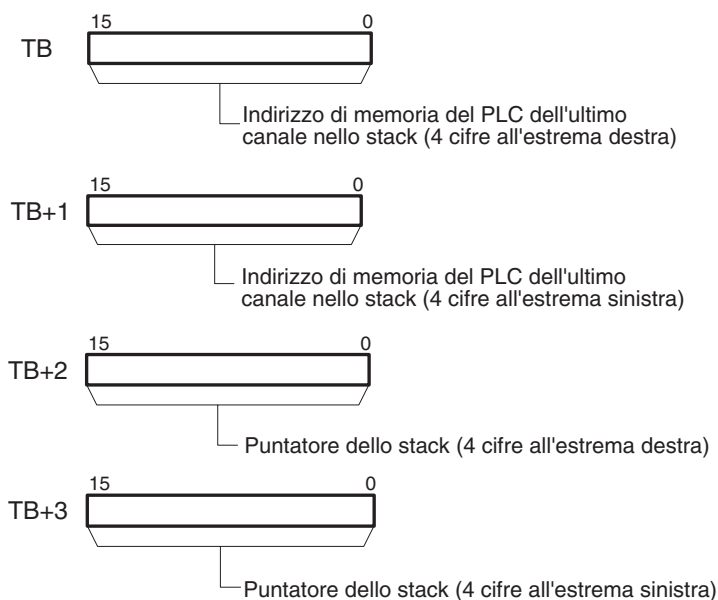 15 0
TB
Indirizzo di memoria del PLC dell'ultimo
canale nello stack (4 cifre all'estrema destra)
15 0
TB+1
Indirizzo di memoria del PLC dell'ultimo
canale nello stack (4 cifre all'estrema sinistra)
15 0
TB+2
Puntatore dello stack (4 cifre all'estrema destra)
15 0
TB+3
Puntatore dello stack (4 cifre all'estrema sinistra)